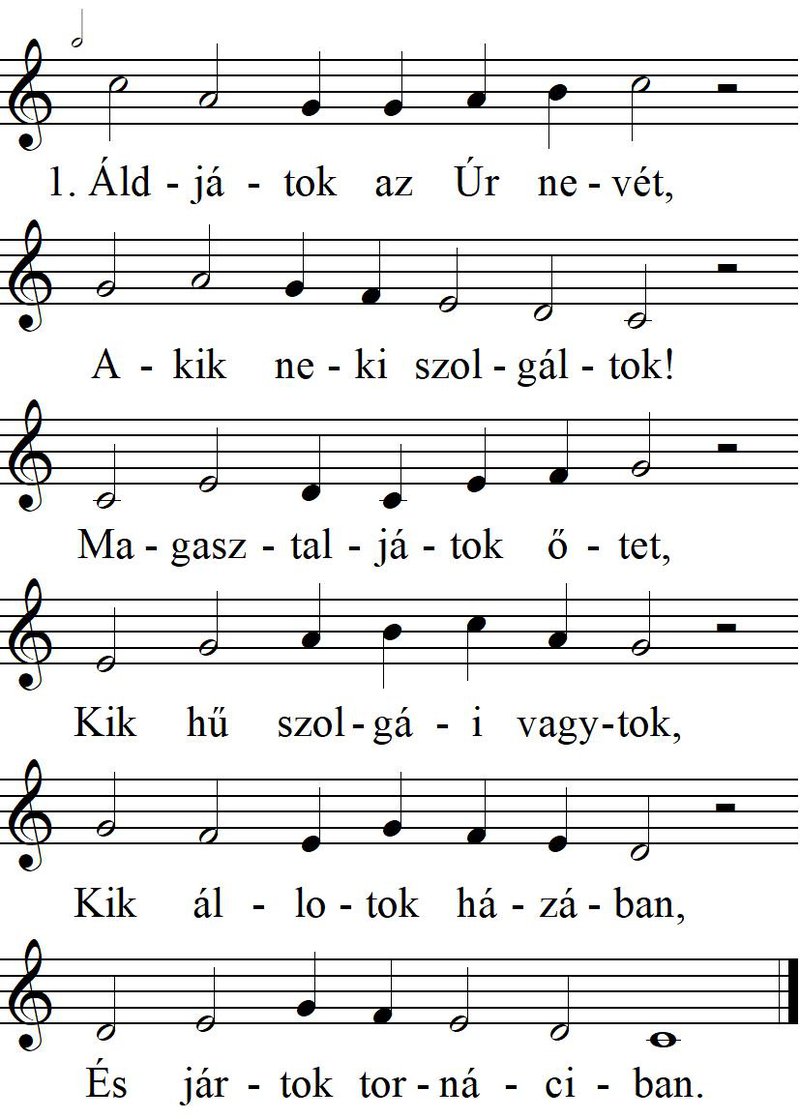 1. Áld - já - tok az Úr ne - vét,
A - kik ne - ki szol - gál - tok!
Ma - gasz - tal - já - tok ő - tet,
Kik hű szol - gá - i vagy - tok,
Kik ál - lo - tok há - zá - ban,
És jár - tok tor - ná - ci - ban.